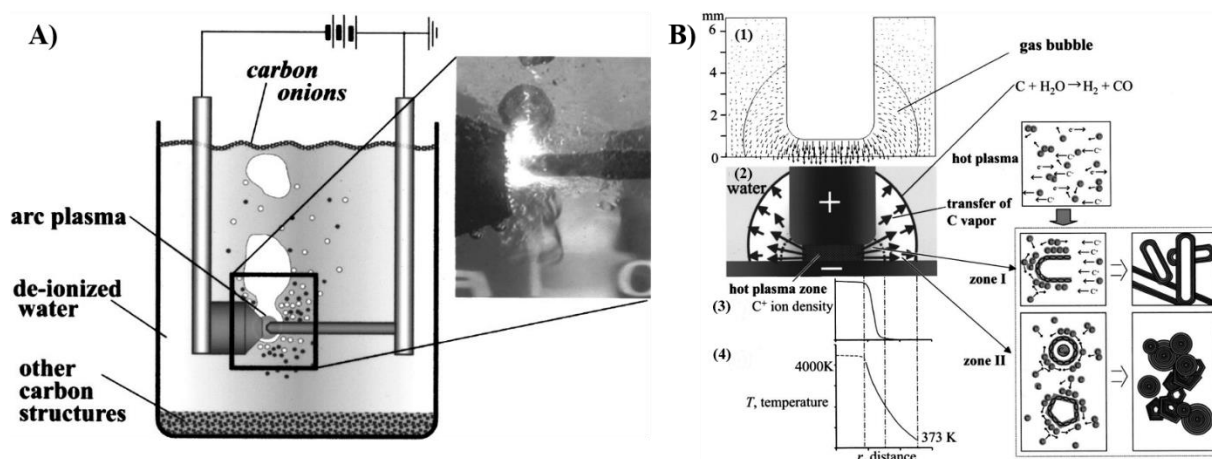 A)
carbon
onions
arc plasma
de-ionized
water
other
carbon
structures
B)
mm
6
4
2
0
(1)
gas bubble
C + H₂O → H₂ + CO
hot plasma
(2)
water
+
−
transfer of
C vapor
hot plasma zone
(3)
C⁺ ion density
(4)
4000K
T, temperature
373 K
r, distance
zone I
zone II
e⁻
C⁺
C⁺
C⁺
C⁺
C⁺
C⁺
C⁺
C⁺
C⁺